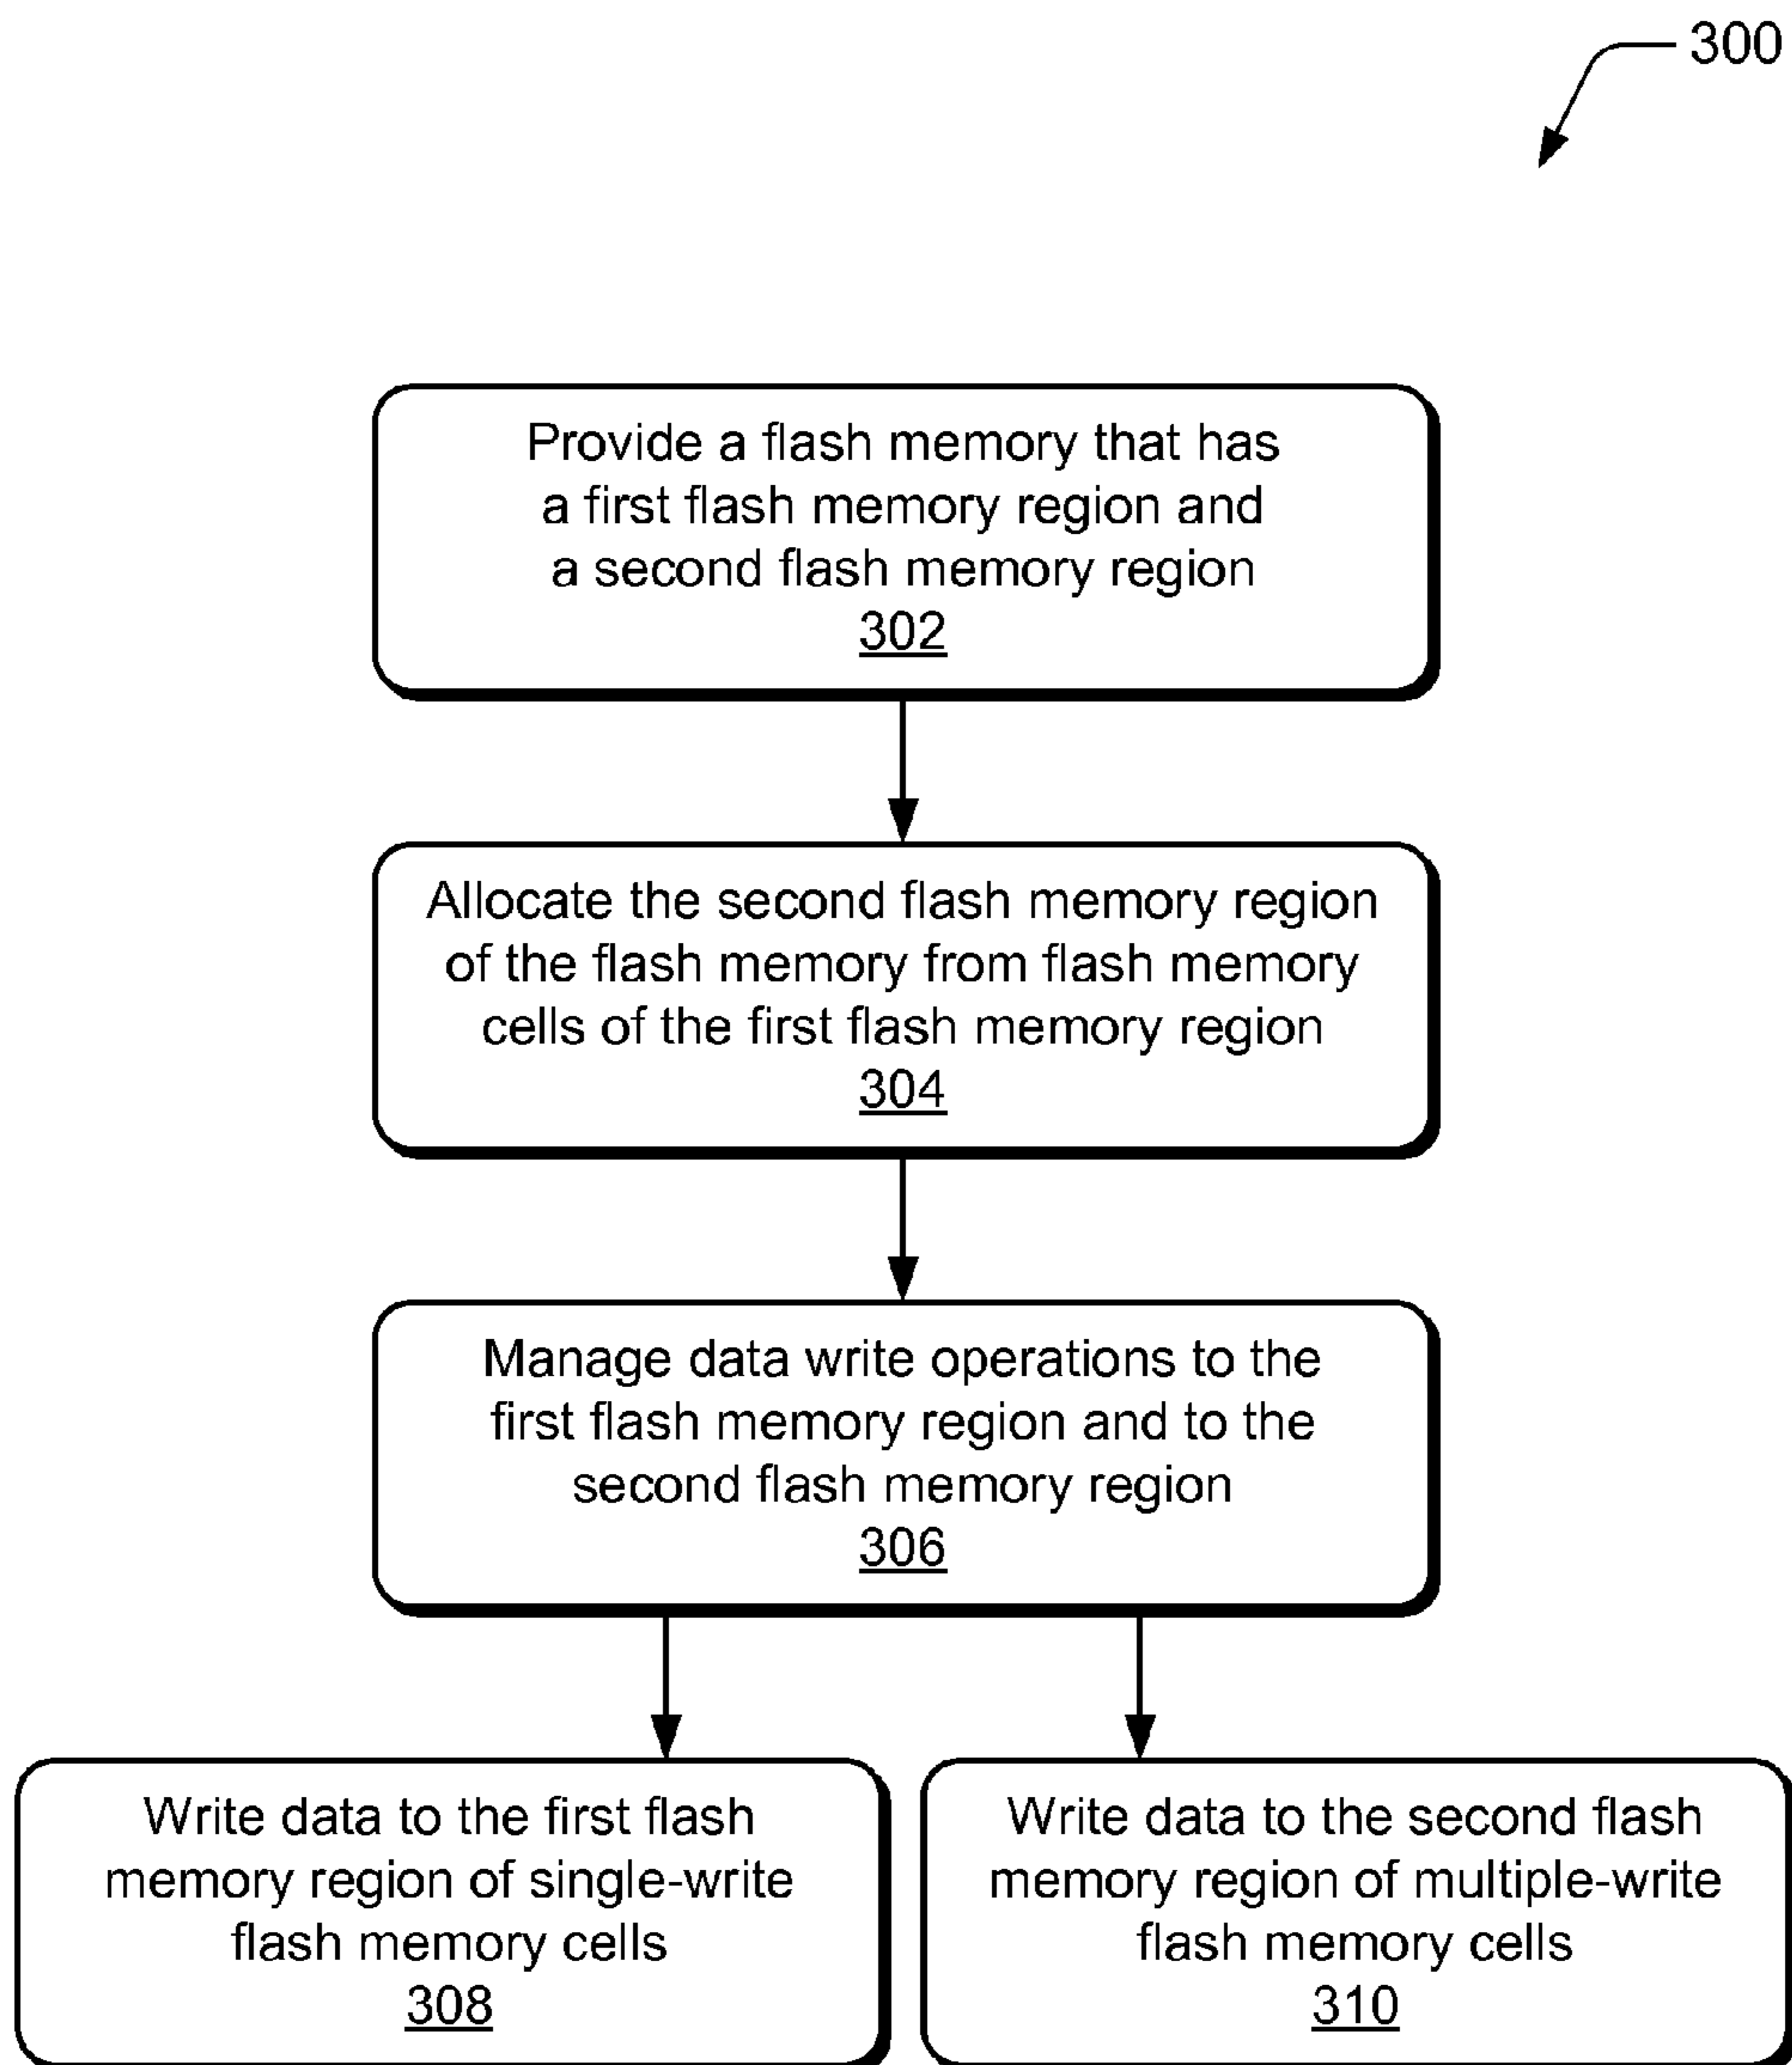 300
Provide a flash memory that has
a first flash memory region and
a second flash memory region
302
Allocate the second flash memory region
of the flash memory from flash memory
cells of the first flash memory region
304
Manage data write operations to the
first flash memory region and to the
second flash memory region
306
Write data to the first flash
memory region of single-write
flash memory cells
308
Write data to the second flash
memory region of multiple-write
flash memory cells
310